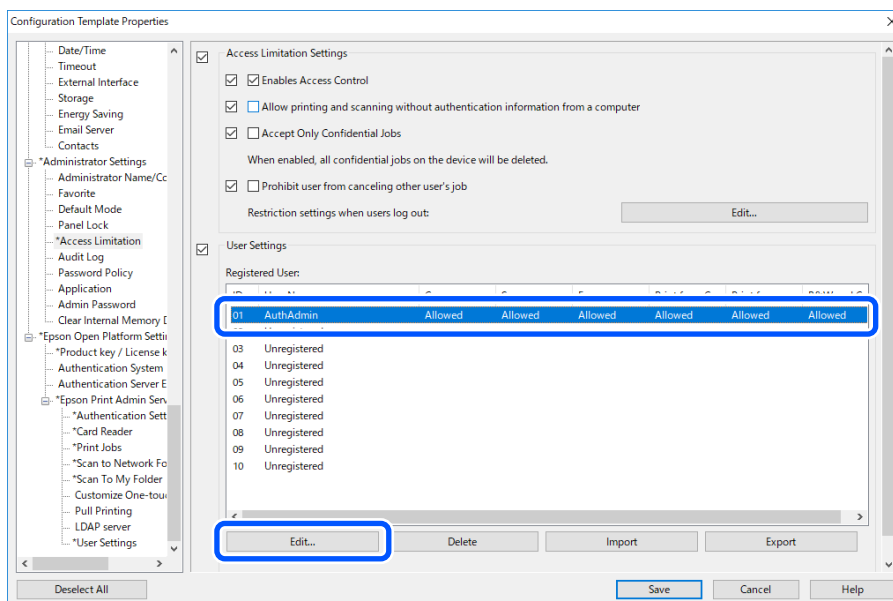 Configuration Template Properties
Date/Time
Timeout
External Interface
Storage
Energy Saving
Email Server
Contacts
*Administrator Settings
Administrator Name/Cc
Favorite
Default Mode
Panel Lock
*Access Limitation
Audit Log
Password Policy
Application
Admin Password
Clear Internal Memory D
*Epson Open Platform Settin
*Product key / License k
Authentication System
Authentication Server E
*Epson Print Admin Serv
*Authentication Sett
*Card Reader
*Print Jobs
*Scan to Network Fo
*Scan To My Folder
Customize One-touc
Pull Printing
LDAP server
*User Settings
Deselect All
Access Limitation Settings
Enables Access Control
Allow printing and scanning without authentication information from a computer
Accept Only Confidential Jobs
When enabled, all confidential jobs on the device will be deleted.
Prohibit user from canceling other user's job
Restriction settings when users log out: Edit...
User Settings
Registered User:
01 AuthAdmin Allowed Allowed Allowed Allowed Allowed Allowed
03 Unregistered
04 Unregistered
05 Unregistered
06 Unregistered
07 Unregistered
08 Unregistered
09 Unregistered
10 Unregistered
Edit... Delete Import Export
Save Cancel Help